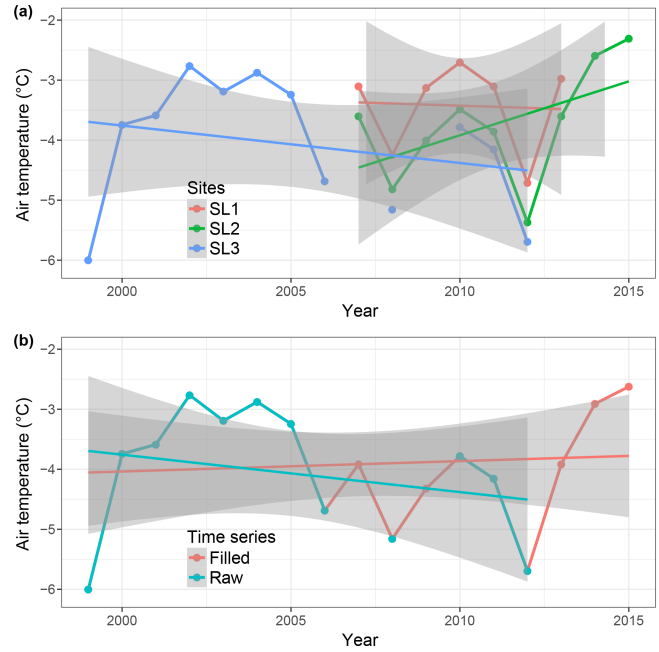 (a)
Air temperature (°C)
−2
−3
−4
−5
−6
Sites
SL1
SL2
SL3
2000
2005
2010
2015
Year
(b)
Air temperature (°C)
−2
−3
−4
−5
−6
Time series
Filled
Raw
2000
2005
2010
2015
Year